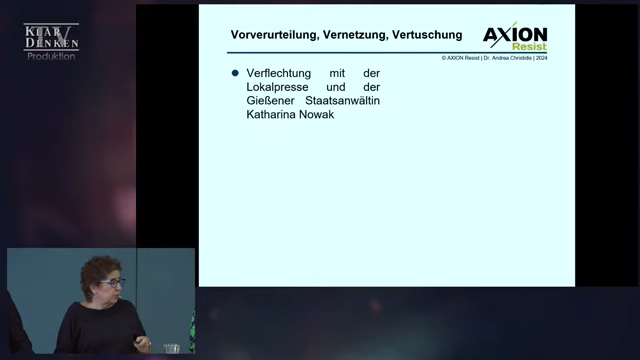 KLAR
DENKEN
TV
Produktion
Vorverurteilung, Vernetzung, Vertuschung
AXION
Resist
© AXION Resist | Dr. Andrea Christidis | 2024
Verflechtung mit der
Lokalpresse und der
Gießener Staatsanwältin
Katharina Nowak